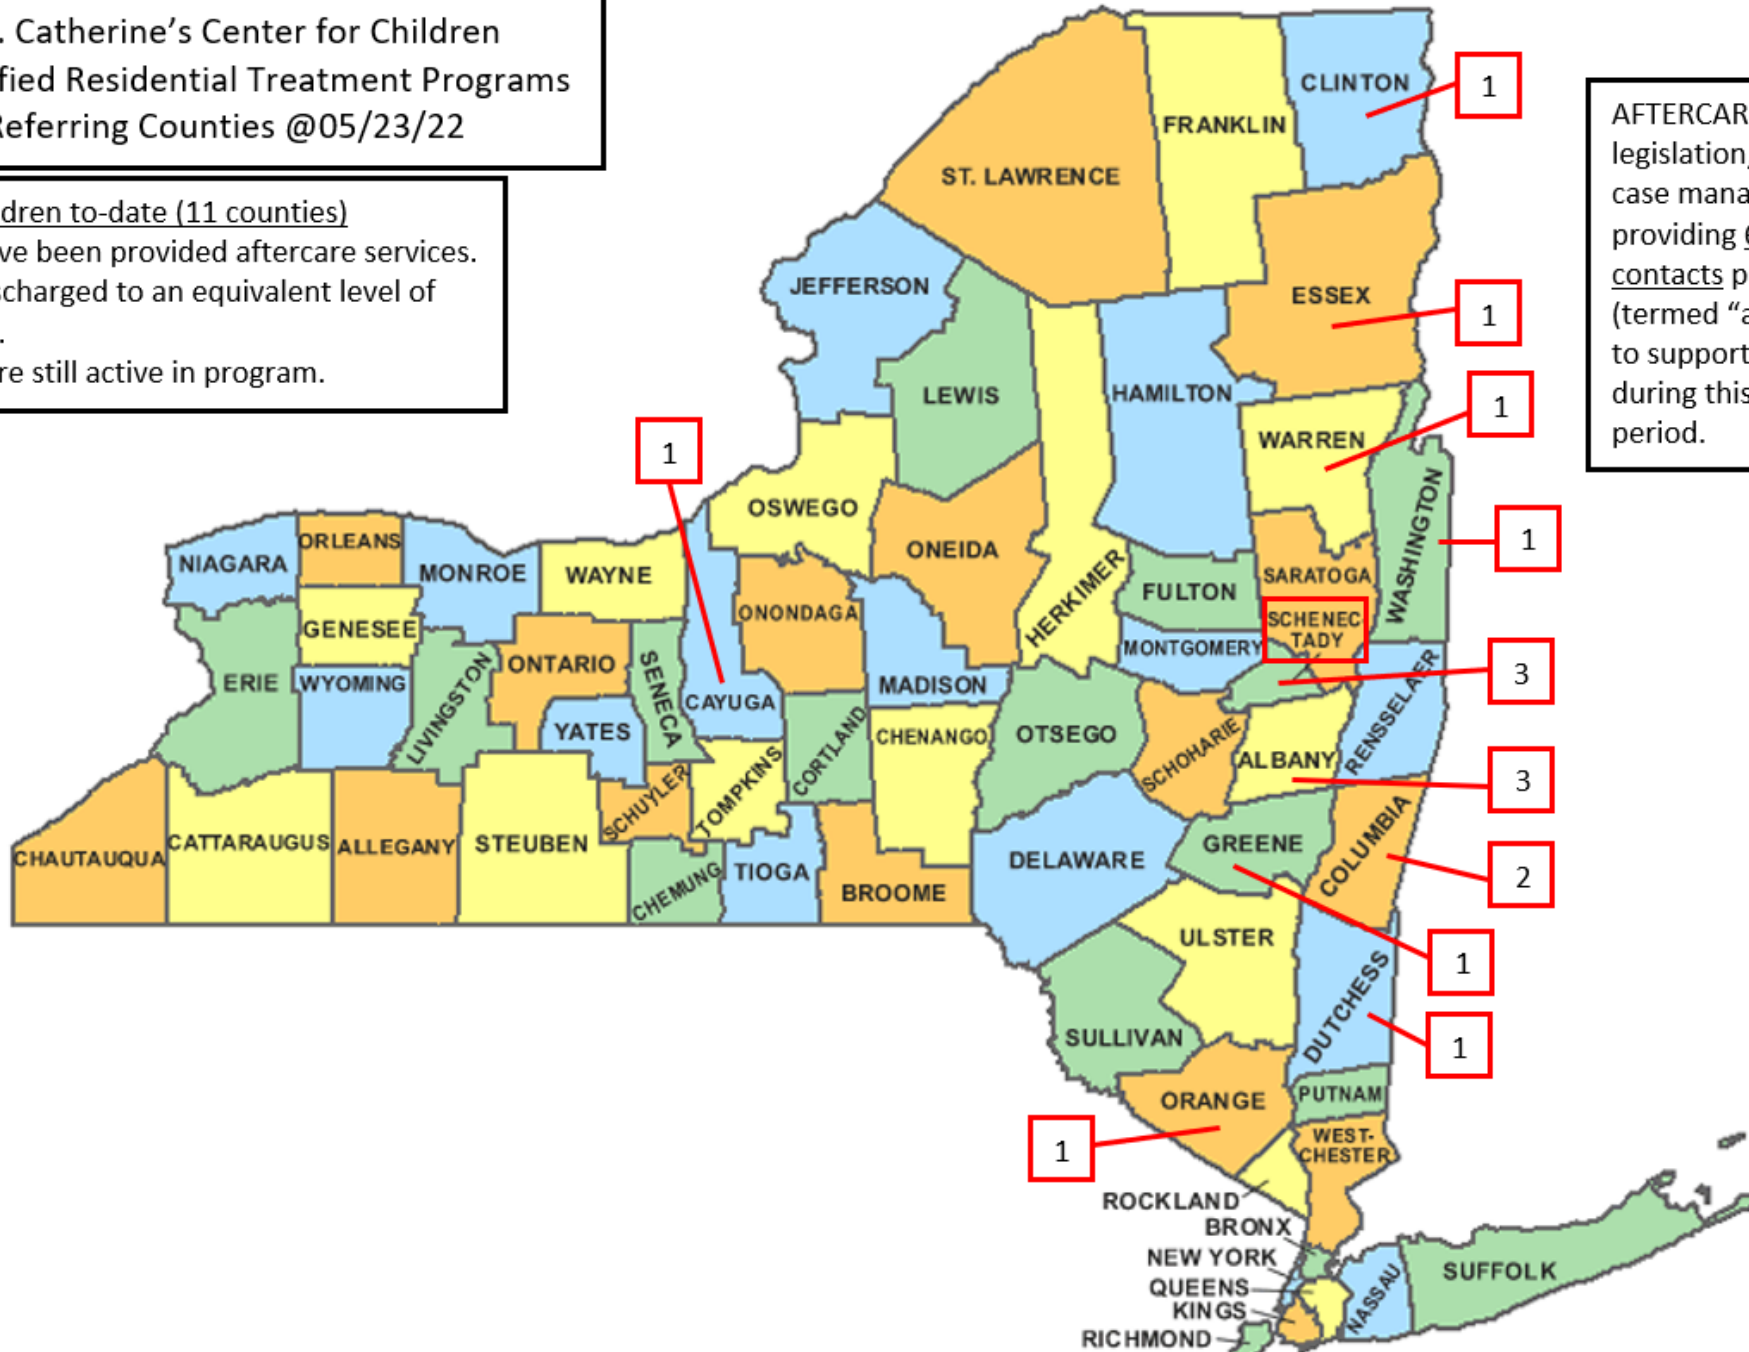 . Catherine’s Center for Children
fied Residential Treatment Programs
Referring Counties @05/23/22
dren to-date (11 counties)
ve been provided aftercare services.
charged to an equivalent level of
.
re still active in program.
AFTERCAR
legislation,
case mana
providing 6
contacts p
(termed “a
to support
during this
period.
CLINTON
1
FRANKLIN
ST. LAWRENCE
JEFFERSON
ESSEX
1
LEWIS
HAMILTON
1
WARREN
1
OSWEGO
ONEIDA
HERKIMER
WASHINGTON
1
NIAGARA
ORLEANS
MONROE
WAYNE
ONONDAGA
FULTON
SARATOGA
GENESEE
SCHENEC-
TADY
MONTGOMERY
ERIE
WYOMING
LIVINGSTON
ONTARIO
SENECA
CAYUGA
MADISON
RENSSELAER
3
YATES
CORTLAND
CHENANGO
OTSEGO
SCHOHARIE
ALBANY
3
CHAUTAUQUA
CATTARAUGUS
ALLEGANY
STEUBEN
SCHUYLER
TOMPKINS
CHEMUNG
TIOGA
BROOME
DELAWARE
GREENE
COLUMBIA
2
ULSTER
1
SULLIVAN
DUTCHESS
1
ORANGE
PUTNAM
1
WEST-
CHESTER
ROCKLAND
BRONX
NEW YORK
QUEENS
KINGS
RICHMOND
NASSAU
SUFFOLK